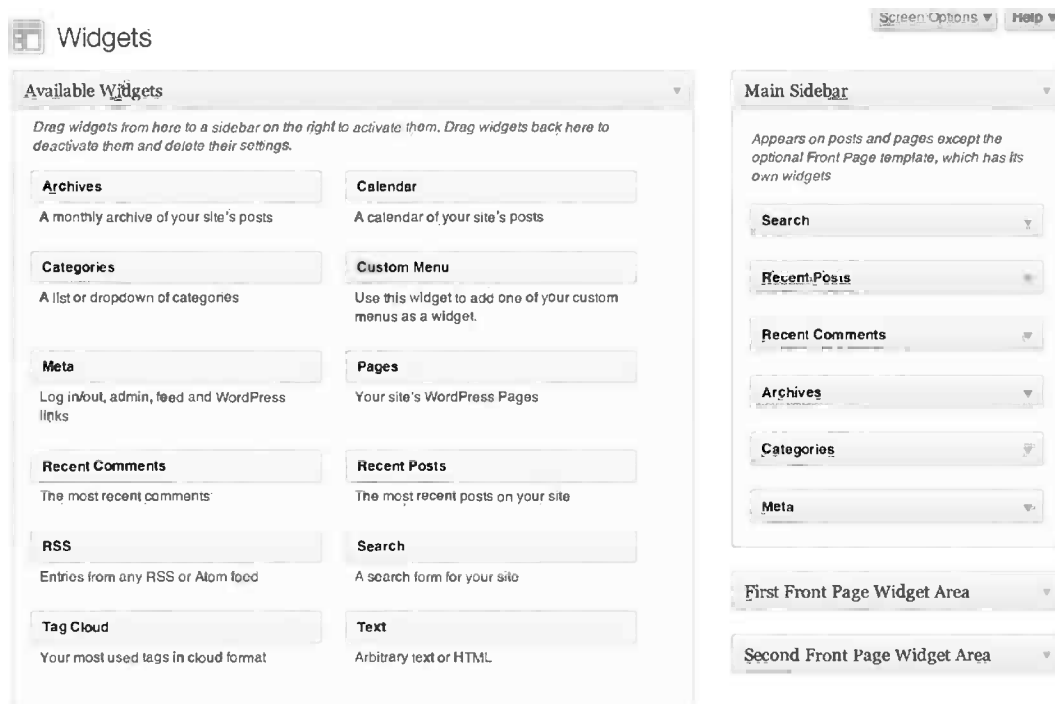 Screen Options ▼ Help ▼
Widgets
Available Widgets
Drag widgets from here to a sidebar on the right to activate them. Drag widgets back here to
deactivate them and delete their settings.
Archives
A monthly archive of your site's posts
Calendar
A calendar of your site's posts
Categories
A list or dropdown of categories
Custom Menu
Use this widget to add one of your custom
menus as a widget.
Meta
Log in/out, admin, feed and WordPress
links
Pages
Your site's WordPress Pages
Recent Comments
The most recent comments
Recent Posts
The most recent posts on your site
RSS
Entries from any RSS or Atom feed
Search
A search form for your site
Tag Cloud
Your most used tags in cloud format
Text
Arbitrary text or HTML
Main Sidebar
Appears on posts and pages except the
optional Front Page template, which has its
own widgets
Search
Recent Posts
Recent Comments
Archives
Categories
Meta
First Front Page Widget Area
Second Front Page Widget Area